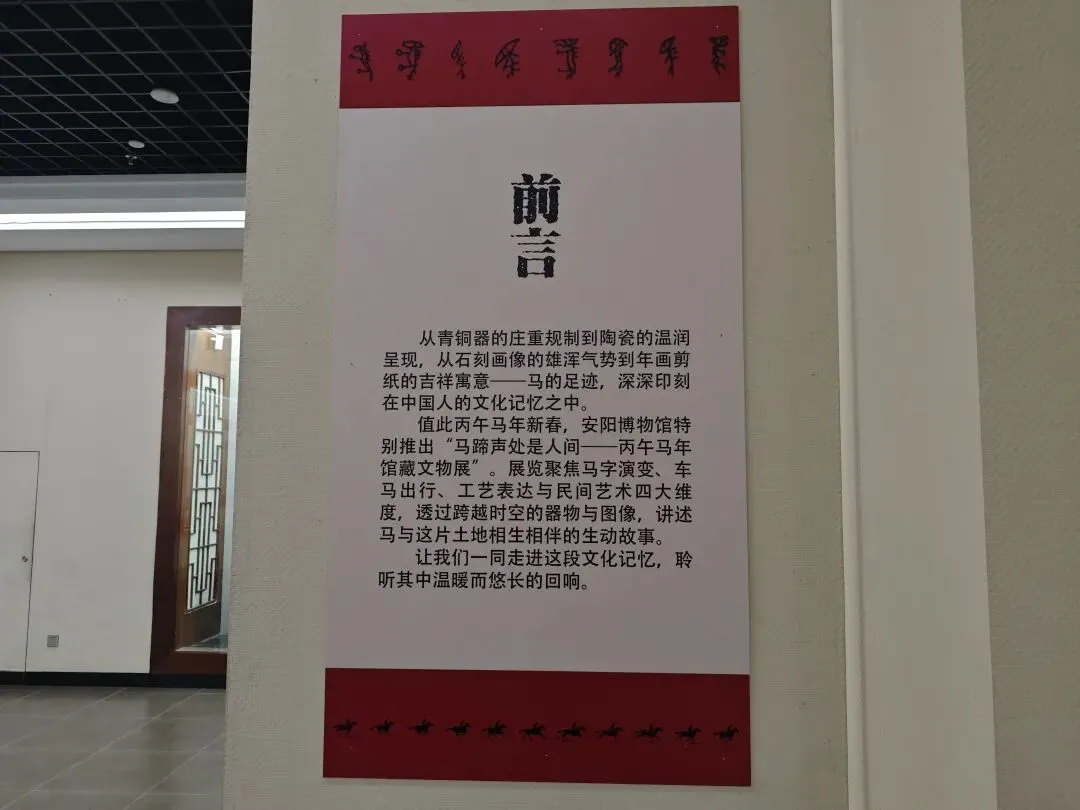 前
言
从青铜器的庄重规制到陶瓷的温润
呈现，从石刻画像的雄浑气势到年画剪
纸的吉祥寓意——马的足迹，深深印刻
在中国人的文化记忆之中。
值此丙午马年新春，安阳博物馆特
别推出“马蹄声处是人间——丙午马年
馆藏文物展”。展览聚焦马字演变、车
马出行、工艺表达与民间艺术四大维
度，透过跨越时空的器物与图像，讲述
马与这片土地相生相伴的生动故事。
让我们一同走进这段文化记忆，聆
听其中温暖而悠长的回响。